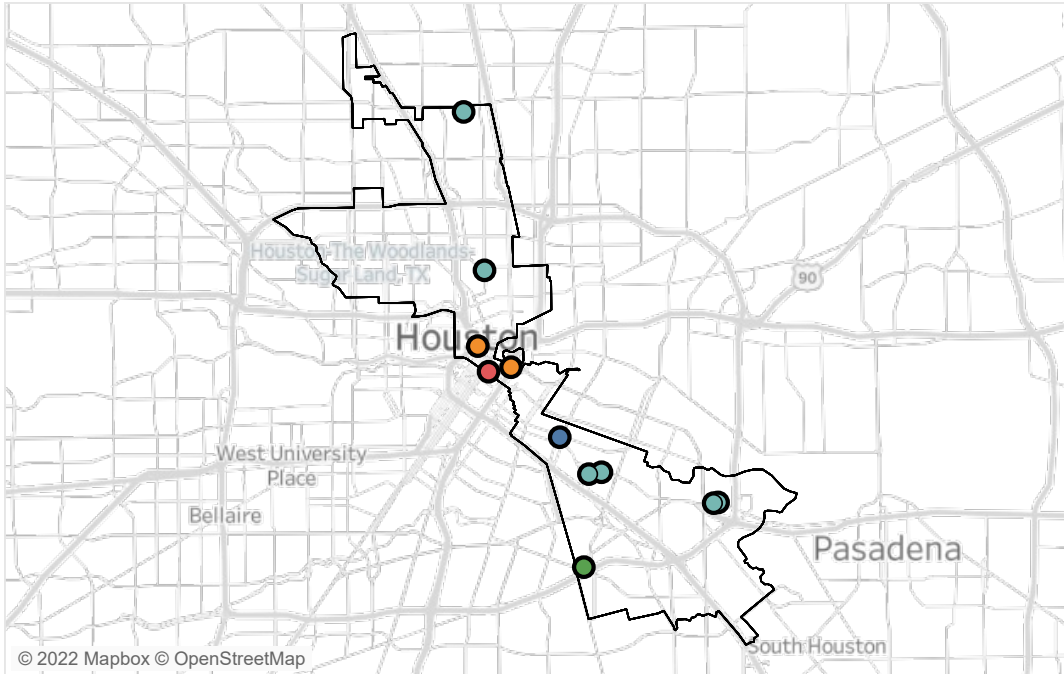 Houston-The Woodlands-
Sugar Land, TX
90
Houston
West University
Place
Bellaire
Pasadena
South Houston
© 2022 Mapbox © OpenStreetMap